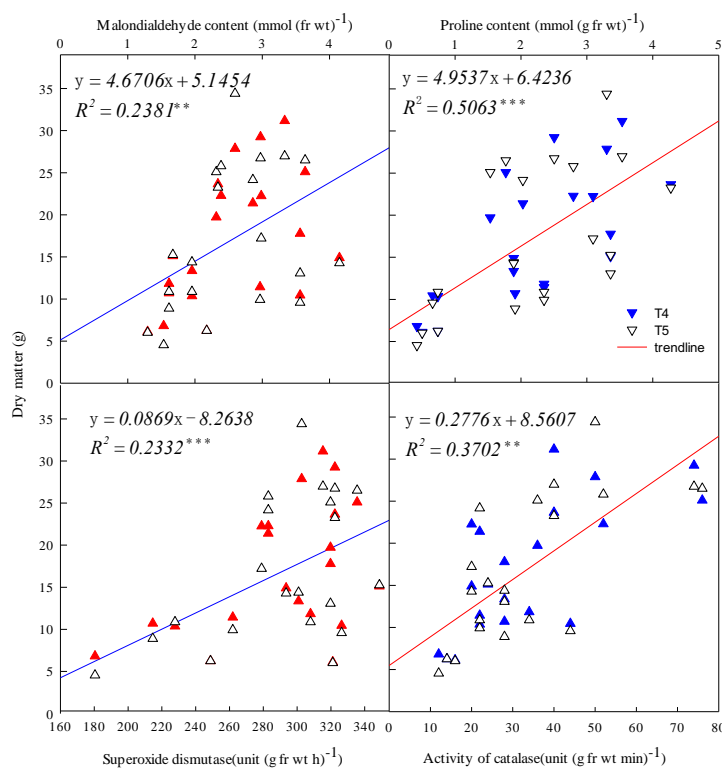 Malondialdehyde content (mmol (fr wt)-1
Proline content (mmol (g fr wt)-1
0 1 2 3 4 0 1 2 3 4 5
y = 4.6706x + 5.1454
R2 = 0.2381**
y = 4.9537x + 6.4236
R2 = 0.5063***
35
30
25
20
15
10
5
0
T4
T5
trendline
Dry matter (g)
y = 0.0869x − 8.2638
R2 = 0.2332***
y = 0.2776x + 8.5607
R2 = 0.3702**
35
30
25
20
15
10
5
0
160 180 200 220 240 260 280 300 320 340 0 10 20 30 40 50 60 70 80
Superoxide dismutase(unit (g fr wt h)-1
Activity of catalase(unit (g fr wt min)-1